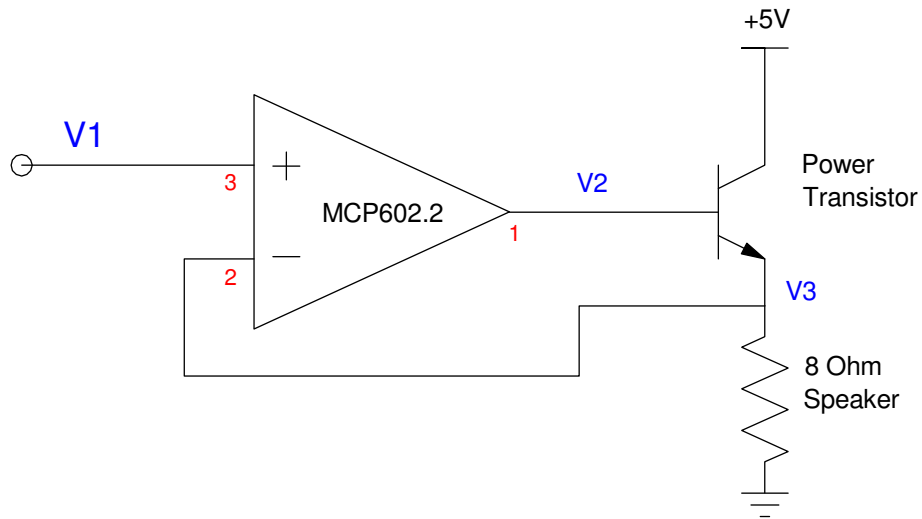 +5V
V1
3
+
MCP602.2
V2
1
Power
Transistor
2
−
V3
8 Ohm
Speaker